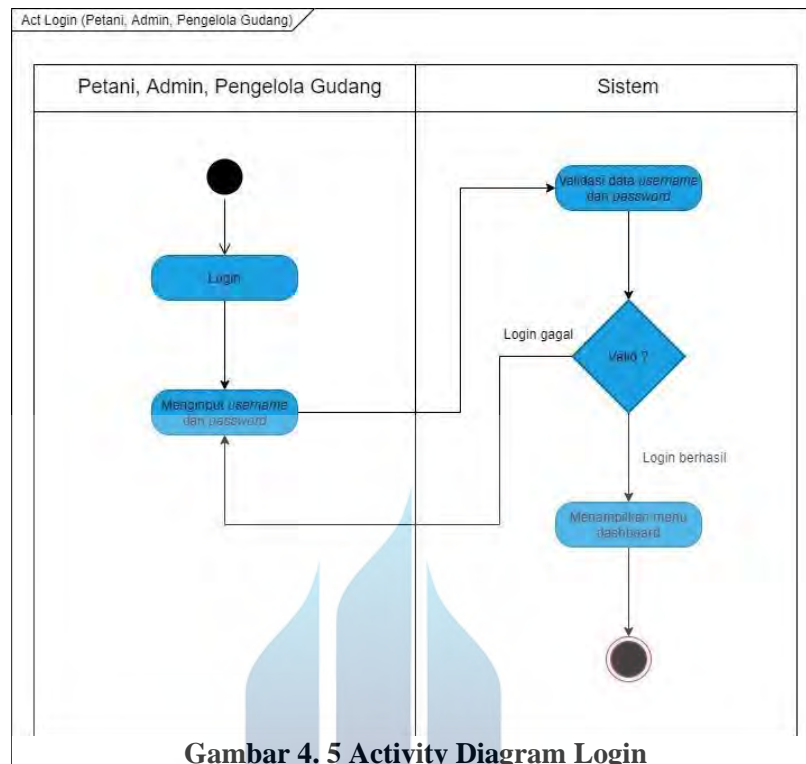 Act Login (Petani, Admin, Pengelola Gudang)
Petani, Admin, Pengelola Gudang
Sistem
Validasi data username
dan password
Login
Login gagal
Valid ?
Menginput username
dan password
Login berhasil
Menampilkan menu
dashboard
Gambar 4. 5 Activity Diagram Login